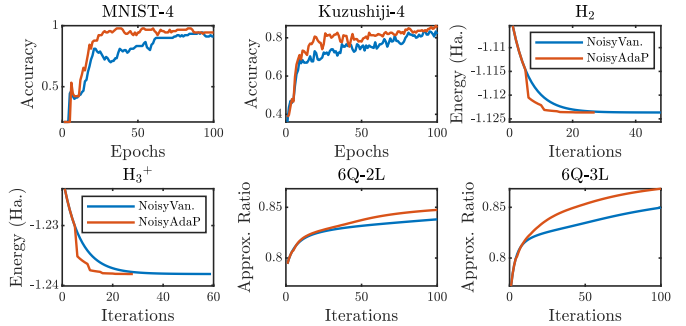 MNIST-4
Accuracy
1
0.5
0
50
100
Epochs
Kuzushiji-4
Accuracy
0.8
0.6
0.4
0
50
100
Epochs
H2
Energy (Ha.)
-1.11
-1.115
-1.12
-1.125
NoisyVan.
NoisyAdaP
0
20
40
Iterations
H3+
Energy (Ha.)
-1.23
-1.24
NoisyVan.
NoisyAdaP
0
20
40
60
Iterations
6Q-2L
Approx. Ratio
0.85
0.8
0
50
100
Iterations
6Q-3L
Approx. Ratio
0.85
0.8
0
50
100
Iterations